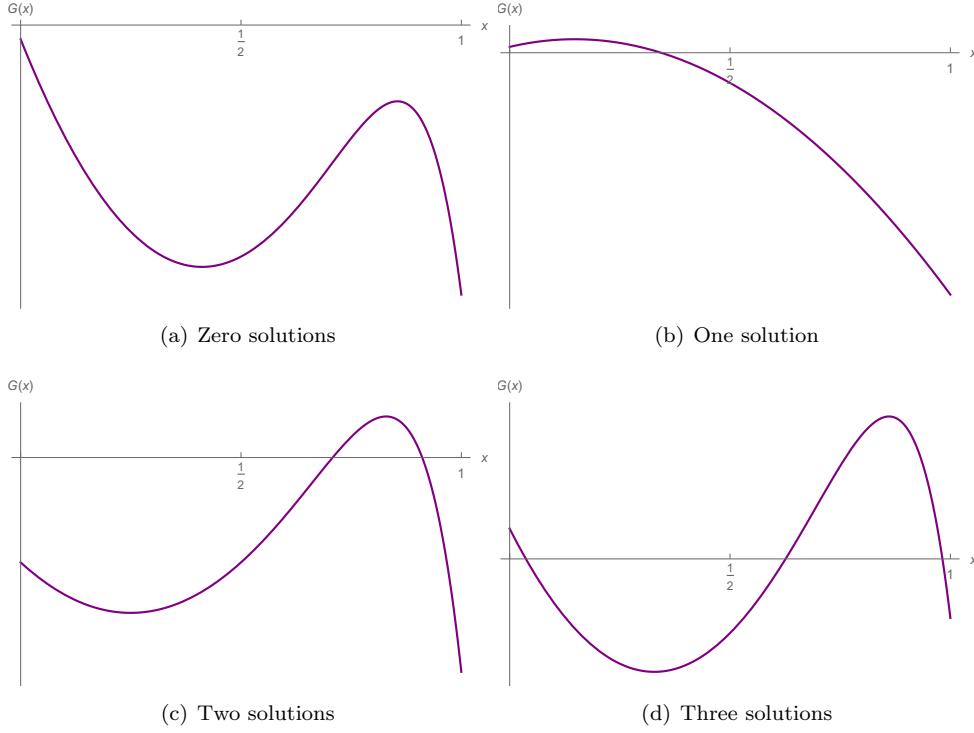 G(x)
1/2
1
x
(a) Zero solutions
G(x)
1/2
1
x
(b) One solution
G(x)
1/2
1
x
(c) Two solutions
G(x)
1/2
1
x
(d) Three solutions